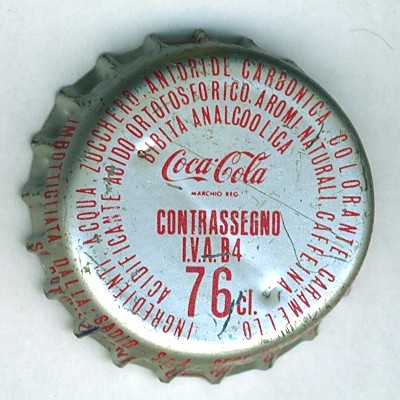 INGREDIENTI: ACQUA ZUCCHERO, ANIDRIDE CARBONICA, COLORANTE CARAMELLO
ACIDIFICANTE ACIDO ORTOFOSFORICO, AROMI NATURALI, CAFFEINA
BIBITA ANALCOOLICA
Coca-Cola
MARCHIO REG
CONTRASSEGNO
I.V.A. B4
76 Cl.
IMBOTTIGLIATA DALLA